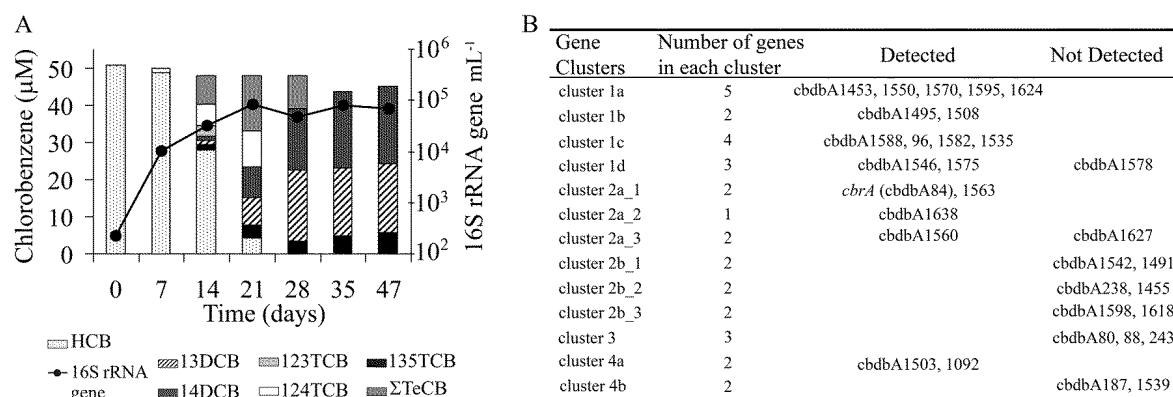 A
Chlorobenzene (µM)
50
40
30
20
10
0
10^6
10^5
10^4
10^3
10^2
16S rRNA gene mL^-1
0 7 14 21 28 35 47
Time (days)
HCB
16S rRNA gene
13DCB
14DCB
123TCB
124TCB
135TCB
ΣTeCB
B
Gene Clusters Number of genes in each cluster Detected Not Detected
cluster 1a 5 cbdbA1453, 1550, 1570, 1595, 1624
cluster 1b 2 cbdbA1495, 1508
cluster 1c 4 cbdbA1588, 96, 1582, 1535
cluster 1d 3 cbdbA1546, 1575 cbdbA1578
cluster 2a_1 2 cbrA (cbdbA84), 1563
cluster 2a_2 1 cbdbA1638
cluster 2a_3 2 cbdbA1560 cbdbA1627
cluster 2b_1 2 cbdbA1542, 1491
cluster 2b_2 2 cbdbA238, 1455
cluster 2b_3 2 cbdbA1598, 1618
cluster 3 3 cbdbA80, 88, 243
cluster 4a 2 cbdbA1503, 1092
cluster 4b 2 cbdbA187, 1539